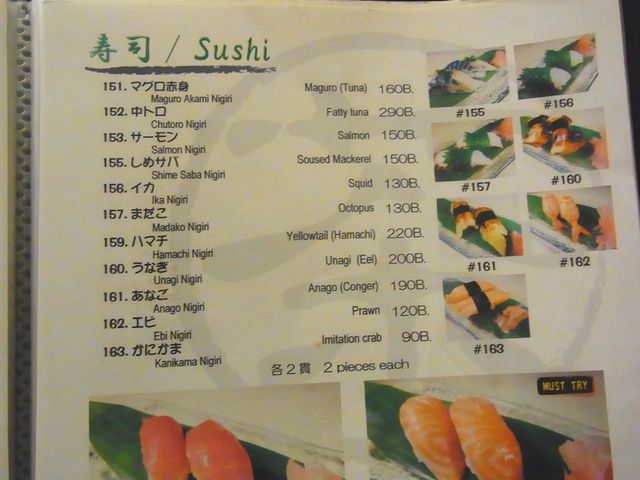 寿司 / Sushi
151. マグロ赤身 Maguro (Tuna) 160B.
Maguro Akami Nigiri
152. 中トロ Fatty tuna 290B.
Chutoro Nigiri
153. サーモン Salmon 150B.
Salmon Nigiri
155. しめサバ Soused Mackerel 150B.
Shime Saba Nigiri
156. イカ Squid 130B.
Ika Nigiri
157. まだこ Octopus 130B.
Madako Nigiri
159. ハマチ Yellowtail (Hamachi) 220B.
Hamachi Nigiri
160. うなぎ Unagi (Eel) 200B.
Unagi Nigiri
161. あなご Anago (Conger) 190B.
Anago Nigiri
162. エビ Prawn 120B.
Ebi Nigiri
163. かにかま Imitation crab 90B.
Kanikama Nigiri
各2貫 2 pieces each
#155
#156
#157
#160
#161
#162
#163
MUST TRY